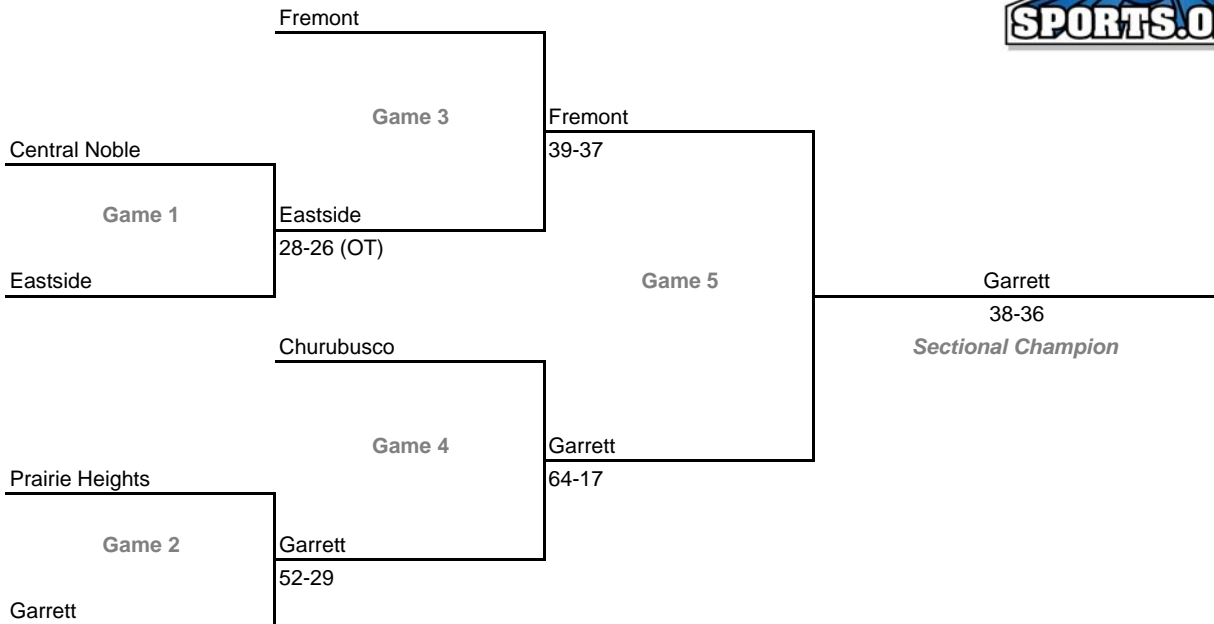 Fremont
SPORTS.O
Game 3
Fremont
Central Noble
39-37
Game 1
Eastside
28-26 (OT)
Eastside
Game 5
Garrett
38-36
Churubusco
Sectional Champion
Game 4
Garrett
Prairie Heights
64-17
Game 2
Garrett
52-29
Garrett